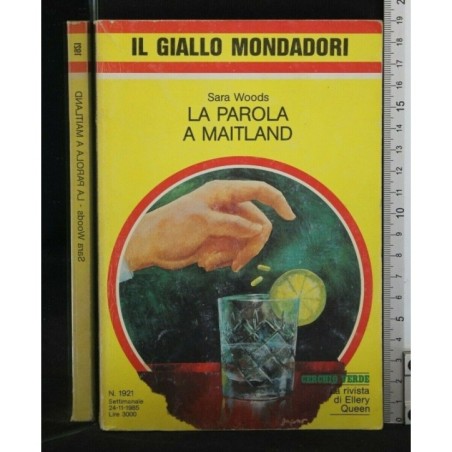 IL GIALLO MONDADORI
Sara Woods
LA PAROLA
A MAITLAND
CERCHIO VERDE
la rivista
di Ellery
Queen
N. 1921
Settimanale
24-11-1985
Lire 3000
1921
Sara Woods - LA PAROLA A MAITLAND